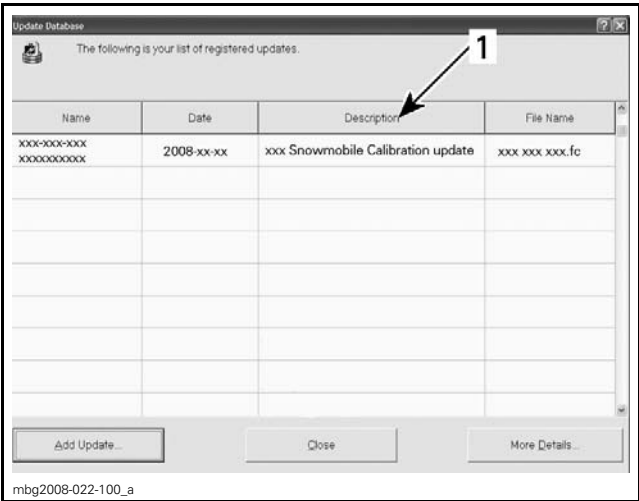 Update Database
The following is your list of registered updates.
1
Name Date Description File Name
xxx-xxx-xxx
xxxxxxxxxx 2008-xx-xx xxx Snowmobile Calibration update xxx xxx xxx.fc
Add Update... Close More Details...
mbg2008-022-100_a